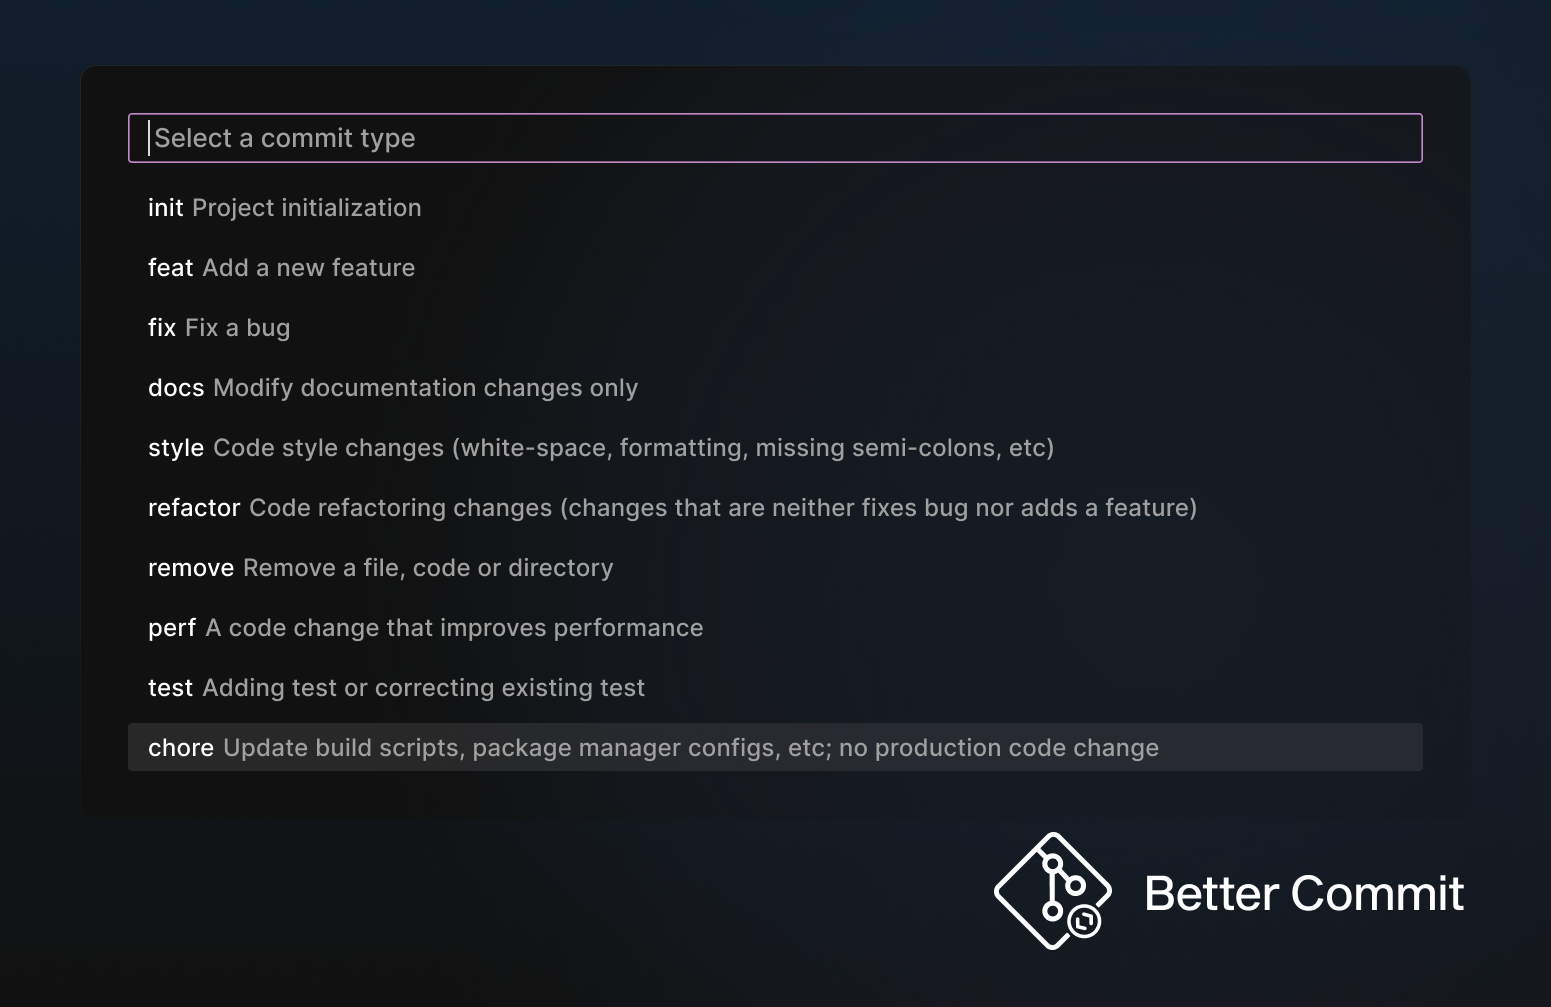 Select a commit type
init Project initialization
feat Add a new feature
fix Fix a bug
docs Modify documentation changes only
style Code style changes (white-space, formatting, missing semi-colons, etc)
refactor Code refactoring changes (changes that are neither fixes bug nor adds a feature)
remove Remove a file, code or directory
perf A code change that improves performance
test Adding test or correcting existing test
chore Update build scripts, package manager configs, etc; no production code change
Better Commit